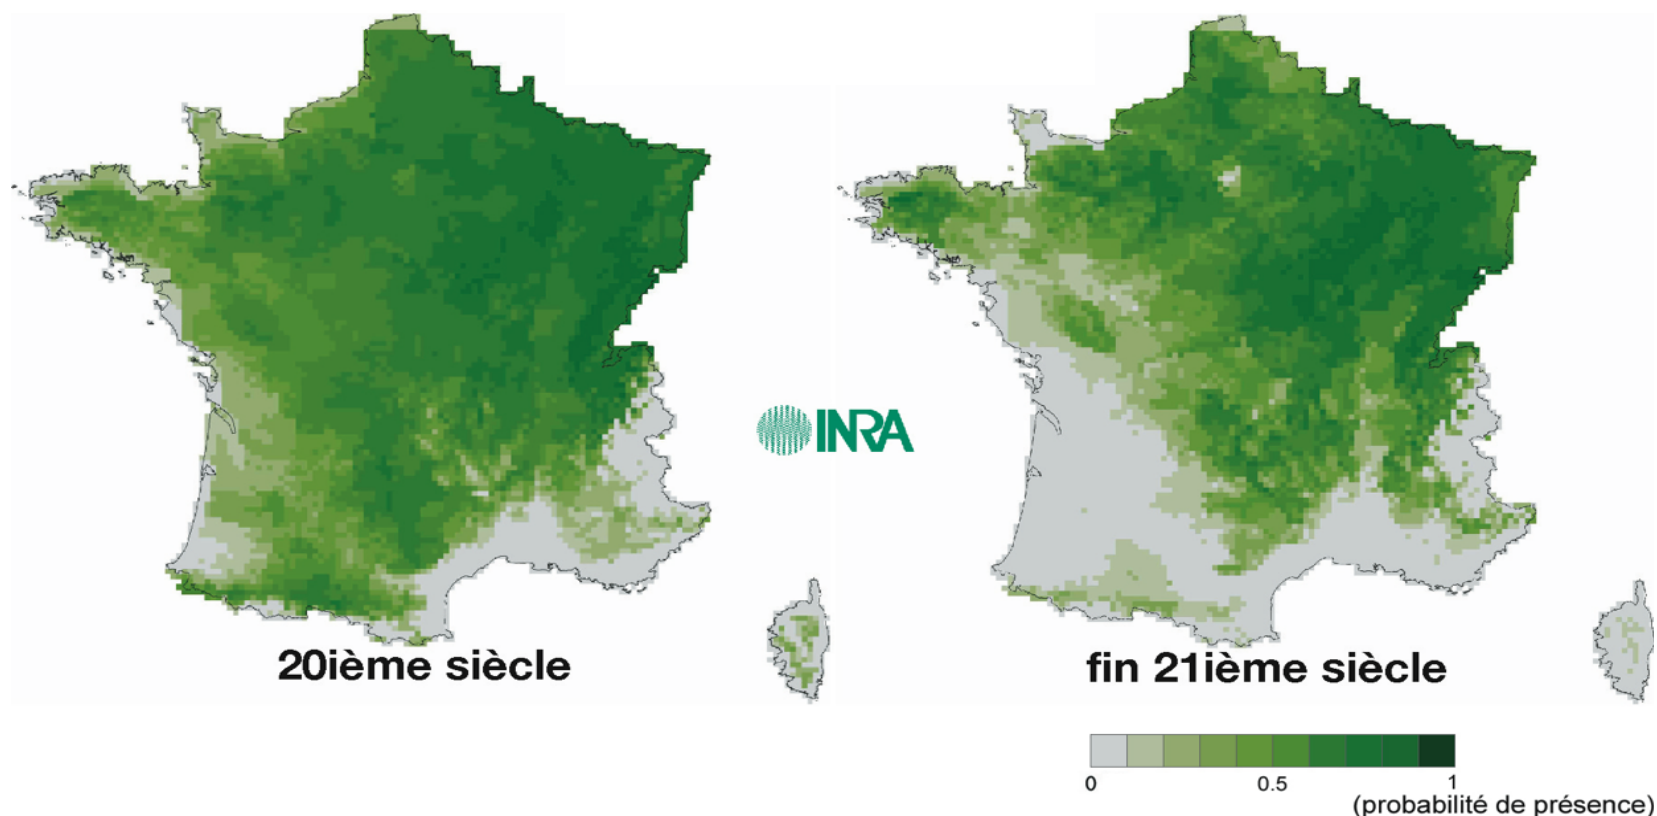 INRA
20ième siècle
fin 21ième siècle
0 0.5 1
(probabilité de présence)